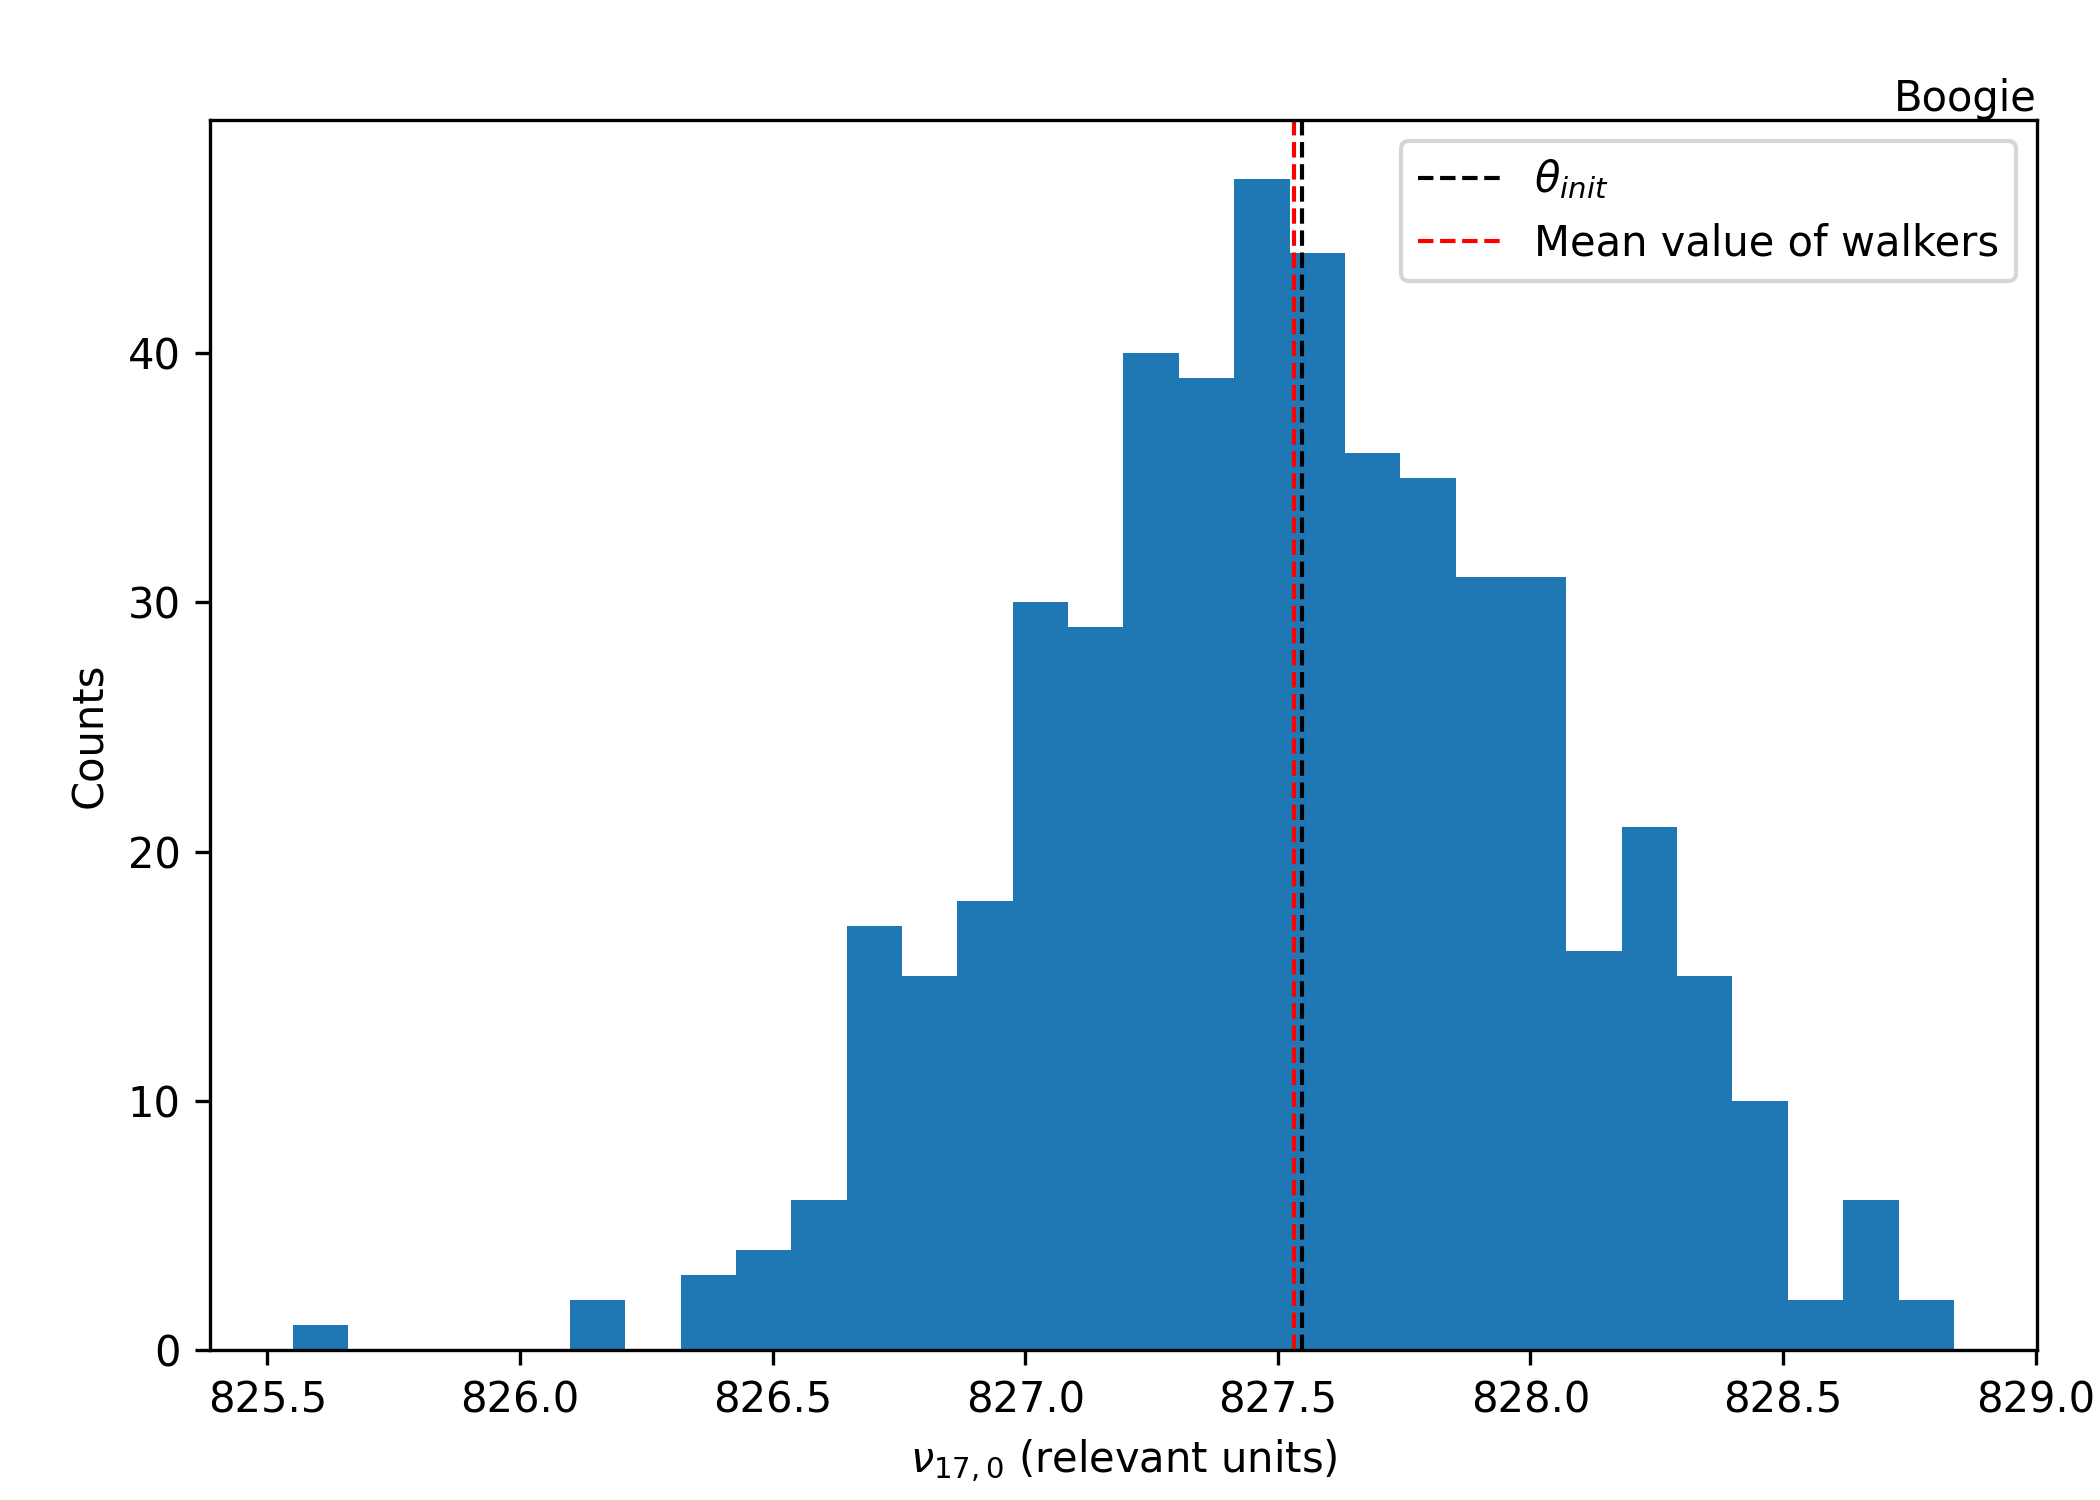 Boogie
θinit
Mean value of walkers
Counts
40
30
20
10
0
825.5 826.0 826.5 827.0 827.5 828.0 828.5 829.0
ν17, 0 (relevant units)